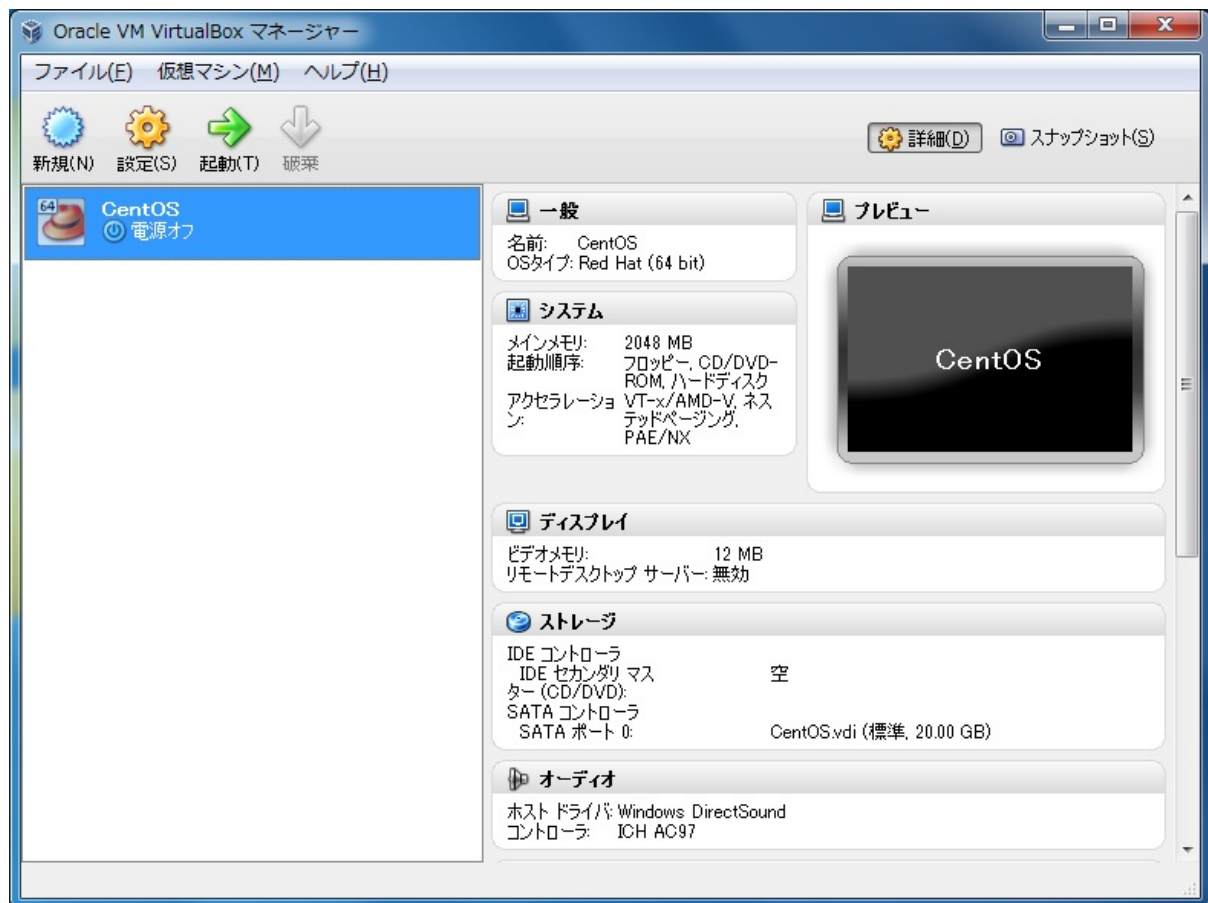 Oracle VM VirtualBox マネージャー
ファイル(F) 仮想マシン(M) ヘルプ(H)
新規(N) 設定(S) 起動(T) 破棄
詳細(D) スナップショット(S)
64
CentOS
電源オフ
一般
名前: CentOS
OSタイプ: Red Hat (64 bit)
システム
メインメモリ: 2048 MB
起動順序: フロッピー, CD/DVD-
ROM, ハードディスク
アクセラレーショ VT-x/AMD-V, ネス
ン: テッドページング,
PAE/NX
プレビュー
CentOS
ディスプレイ
ビデオメモリ: 12 MB
リモートデスクトップ サーバー: 無効
ストレージ
IDE コントローラ
IDE セカンダリ マス 空
ター (CD/DVD):
SATA コントローラ
SATA ポート 0: CentOS.vdi (標準, 20.00 GB)
オーディオ
ホスト ドライバ: Windows DirectSound
コントローラ: ICH AC97